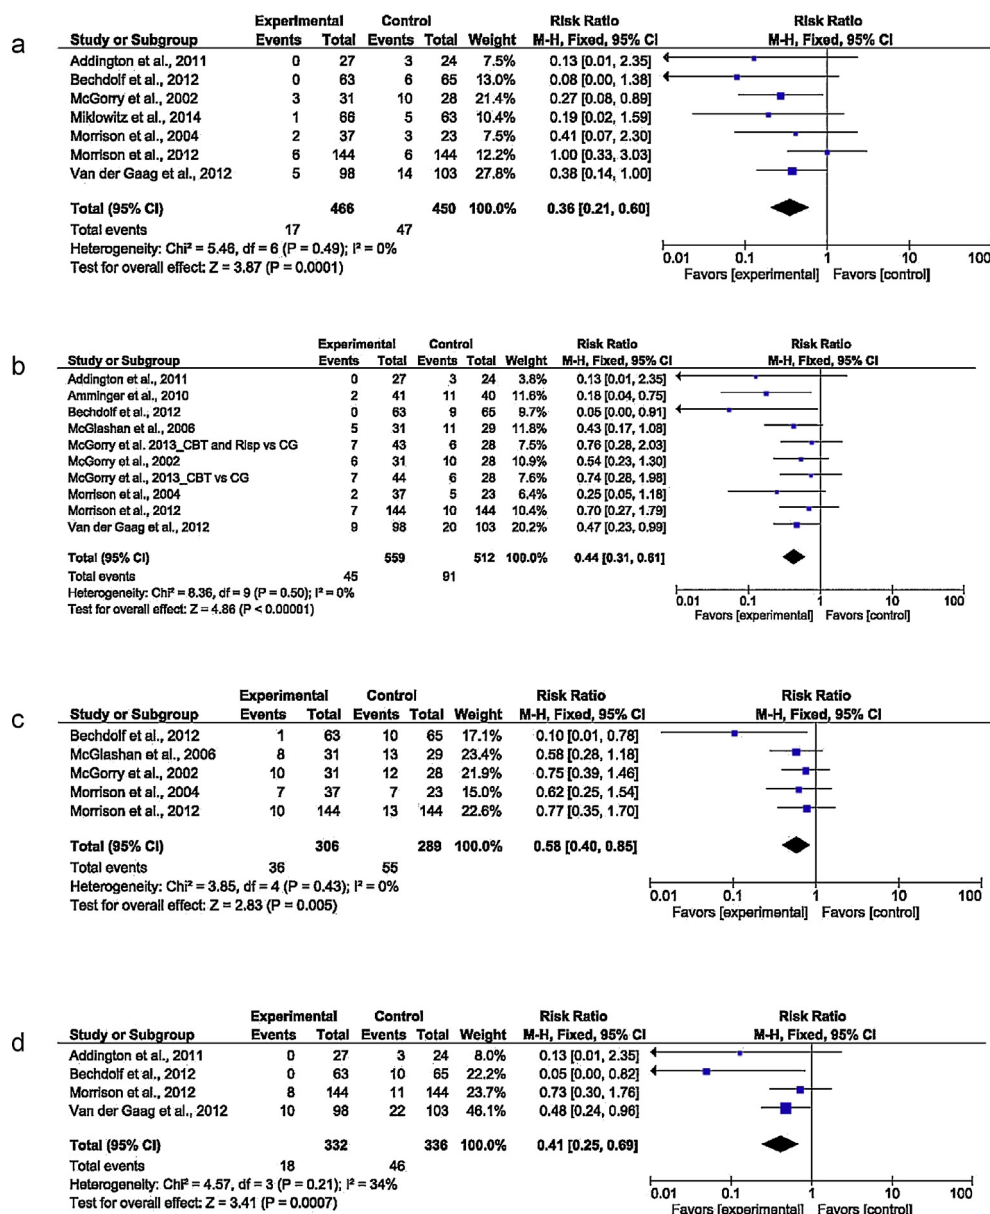 a
Experimental Control Risk Ratio Risk Ratio
Study or Subgroup Events Total Events Total Weight M-H, Fixed, 95% CI M-H, Fixed, 95% CI
Addington et al., 2011 0 27 3 24 7.5% 0.13 [0.01, 2.35]
Bechdolf et al., 2012 0 63 6 65 13.0% 0.08 [0.00, 1.38]
McGorry et al., 2002 3 31 10 28 21.4% 0.27 [0.08, 0.89]
Miklowitz et al., 2014 1 66 5 63 10.4% 0.19 [0.02, 1.59]
Morrison et al., 2004 2 37 3 23 7.5% 0.41 [0.07, 2.30]
Morrison et al., 2012 6 144 6 144 12.2% 1.00 [0.33, 3.03]
Van der Gaag et al., 2012 5 98 14 103 27.8% 0.38 [0.14, 1.00]
Total (95% CI) 466 450 100.0% 0.36 [0.21, 0.60]
Total events 17 47
Heterogeneity: Chi² = 5.46, df = 6 (P = 0.49); I² = 0%
Test for overall effect: Z = 3.87 (P = 0.0001)
0.01 0.1 1 10 100
Favors [experimental] Favors [control]
b
Experimental Control Risk Ratio Risk Ratio
Study or Subgroup Events Total Events Total Weight M-H, Fixed, 95% CI M-H, Fixed, 95% CI
Addington et al., 2011 0 27 3 24 3.8% 0.13 [0.01, 2.35]
Amminger et al., 2010 2 41 11 40 11.6% 0.18 [0.04, 0.75]
Bechdolf et al., 2012 0 63 9 65 9.7% 0.05 [0.00, 0.91]
McGlashan et al., 2006 5 31 11 29 11.8% 0.43 [0.17, 1.08]
McGorry et al. 2013_CBT and Risp vs CG 7 43 6 28 7.5% 0.76 [0.28, 2.03]
McGorry et al., 2002 6 31 10 28 10.9% 0.54 [0.23, 1.30]
McGorry et al., 2013_CBT vs CG 7 44 6 28 7.6% 0.74 [0.28, 1.98]
Morrison et al., 2004 2 37 5 23 6.4% 0.25 [0.05, 1.18]
Morrison et al., 2012 7 144 10 144 10.4% 0.70 [0.27, 1.79]
Van der Gaag et al., 2012 9 98 20 103 20.2% 0.47 [0.23, 0.99]
Total (95% CI) 559 512 100.0% 0.44 [0.31, 0.61]
Total events 45 91
Heterogeneity: Chi² = 8.36, df = 9 (P = 0.50); I² = 0%
Test for overall effect: Z = 4.86 (P < 0.00001)
0.01 0.1 1 10 100
Favors [experimental] Favors [control]
c
Experimental Control Risk Ratio Risk Ratio
Study or Subgroup Events Total Events Total Weight M-H, Fixed, 95% CI M-H, Fixed, 95% CI
Bechdolf et al., 2012 1 63 10 65 17.1% 0.10 [0.01, 0.78]
McGlashan et al., 2006 8 31 13 29 23.4% 0.58 [0.28, 1.18]
McGorry et al., 2002 10 31 12 28 21.9% 0.75 [0.39, 1.46]
Morrison et al., 2004 7 37 7 23 15.0% 0.62 [0.25, 1.54]
Morrison et al., 2012 10 144 13 144 22.6% 0.77 [0.35, 1.70]
Total (95% CI) 306 289 100.0% 0.58 [0.40, 0.85]
Total events 36 55
Heterogeneity: Chi² = 3.85, df = 4 (P = 0.43); I² = 0%
Test for overall effect: Z = 2.83 (P = 0.005)
0.01 0.1 1 10 100
Favors [experimental] Favors [control]
d
Experimental Control Risk Ratio Risk Ratio
Study or Subgroup Events Total Events Total Weight M-H, Fixed, 95% CI M-H, Fixed, 95% CI
Addington et al., 2011 0 27 3 24 8.0% 0.13 [0.01, 2.35]
Bechdolf et al., 2012 0 63 10 65 22.2% 0.05 [0.00, 0.82]
Morrison et al., 2012 8 144 11 144 23.7% 0.73 [0.30, 1.76]
Van der Gaag et al., 2012 10 98 22 103 46.1% 0.48 [0.24, 0.96]
Total (95% CI) 332 336 100.0% 0.41 [0.25, 0.69]
Total events 18 46
Heterogeneity: Chi² = 4.57, df = 3 (P = 0.21); I² = 34%
Test for overall effect: Z = 3.41 (P = 0.0007)
0.01 0.1 1 10 100
Favors [experimental] Favors [control]